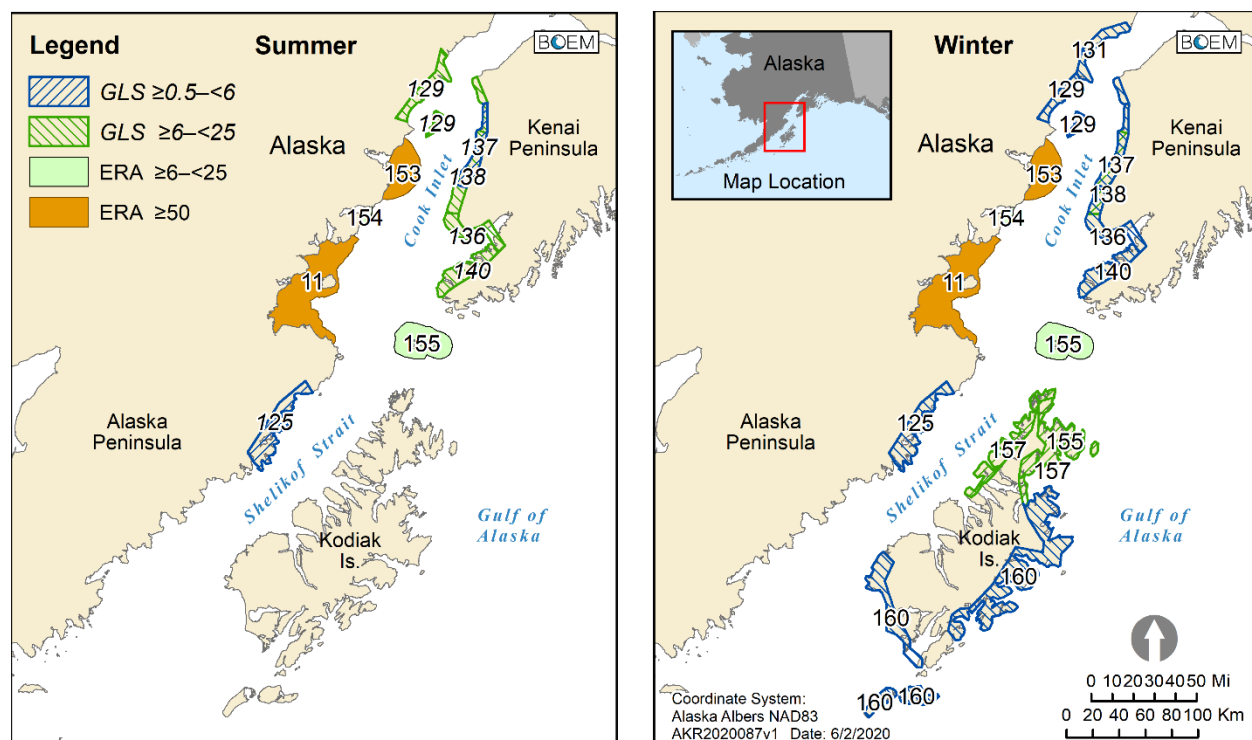 Legend
Summer
BOEM
GLS ≥0.5–<6
GLS ≥6–<25
ERA ≥6–<25
ERA ≥50
129
129
Alaska
Kenai
Peninsula
137
153
138
154
Cook Inlet
136
140
11
155
125
Alaska
Peninsula
Shelikof Strait
Gulf of
Alaska
Kodiak
Is.
Winter
BOEM
Alaska
Map Location
131
129
129
Kenai
Peninsula
Cook Inlet
137
153
138
154
136
140
11
155
125
Alaska
Peninsula
Shelikof Strait
157
155
157
Gulf of
Alaska
Kodiak
Is.
160
160
160
160
0 10 20 30 40 50 Mi
0 20 40 60 80 100 Km
Coordinate System:
Alaska Albers NAD83
AKR2020087v1 Date: 6/2/2020